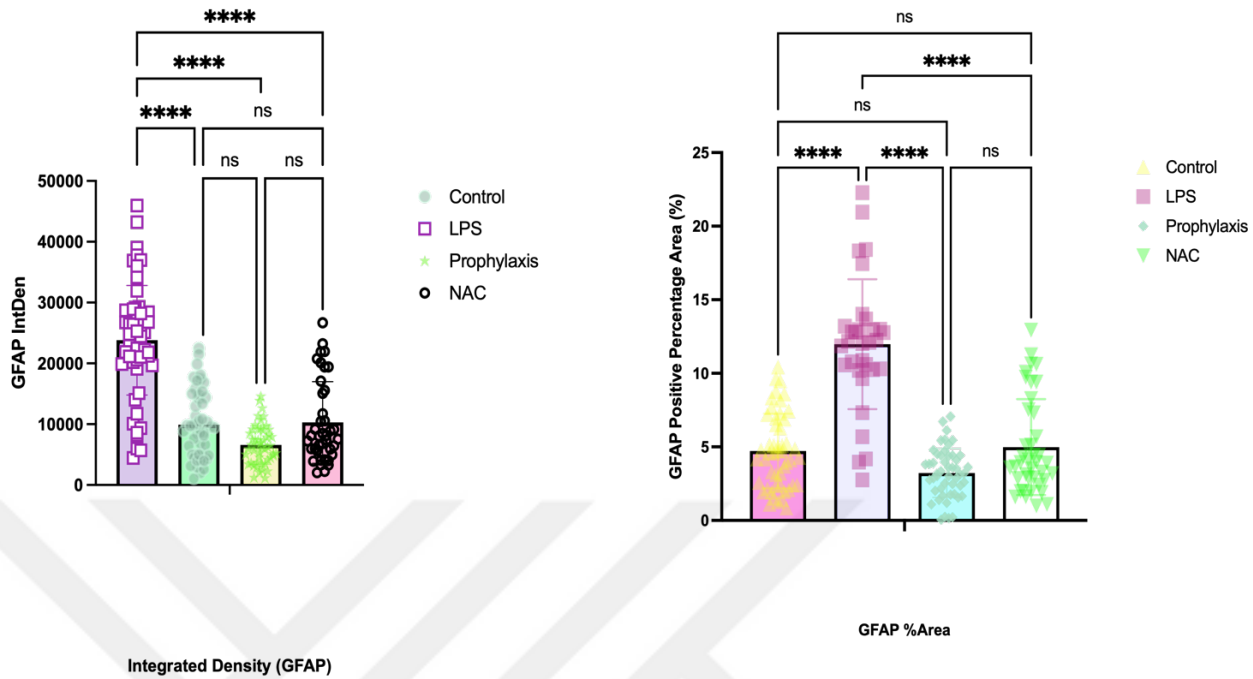 ****
****
****
ns
ns
ns
GFAP IntDen
50000
40000
30000
20000
10000
0
Control
LPS
Prophylaxis
NAC
Integrated Density (GFAP)
ns
****
ns
****
****
ns
GFAP Positive Percentage Area (%)
25
20
15
10
5
0
Control
LPS
Prophylaxis
NAC
GFAP %Area